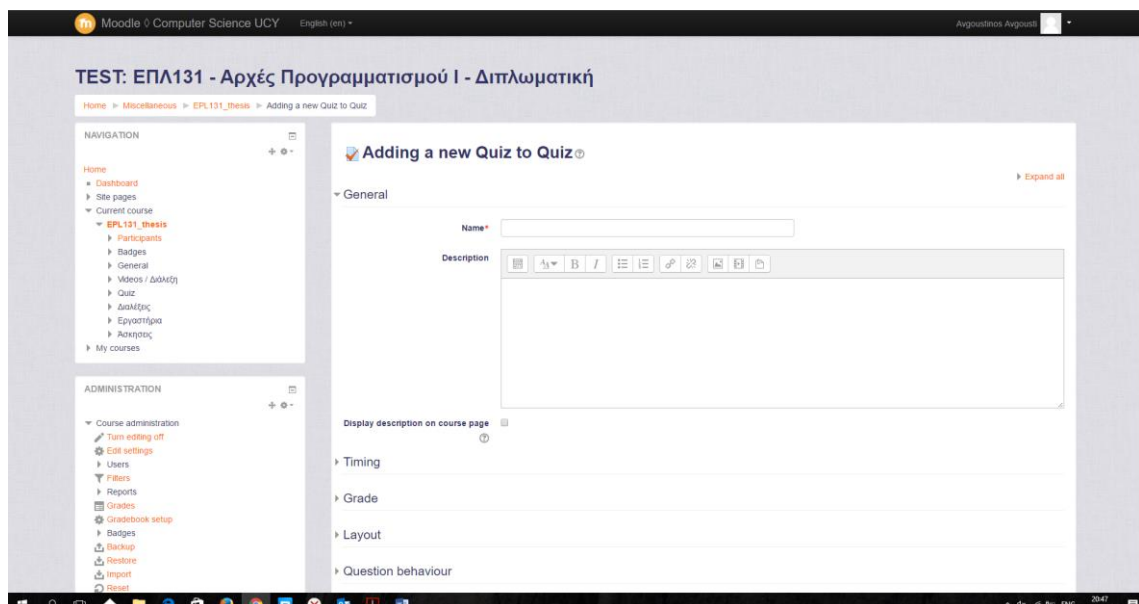 Moodle ◊ Computer Science UCY English (en)
Avgoustinos Avgousti
TEST: ΕΠΛ131 - Αρχές Προγραμματισμού Ι - Διπλωματική
Home Miscellaneous EPL131_thesis Adding a new Quiz to Quiz
NAVIGATION
Home
Dashboard
Site pages
Current course
EPL131_thesis
Participants
Badges
General
Videos / Διάλεξη
Quiz
Διαλέξεις
Εργαστήρια
Άσκησεις
My courses
ADMINISTRATION
Course administration
Turn editing off
Edit settings
Users
Filters
Reports
Grades
Gradebook setup
Badges
Backup
Restore
Import
Reset
Adding a new Quiz to Quiz
Expand all
General
Name*
Description
Display description on course page
Timing
Grade
Layout
Question behaviour
ENG
20:47